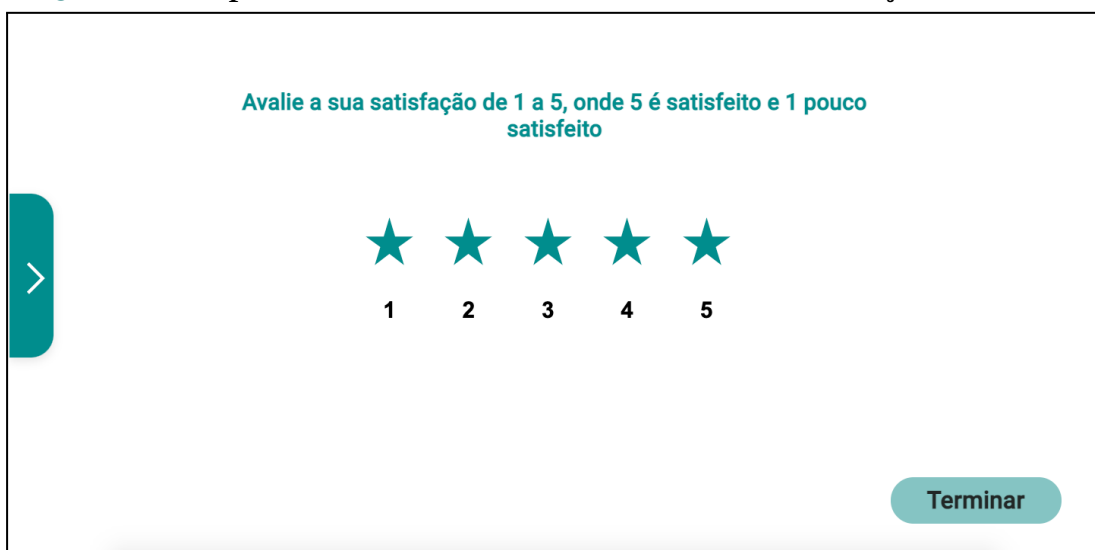 Avalie a sua satisfação de 1 a 5, onde 5 é satisfeito e 1 pouco
satisfeito
1 2 3 4 5
Terminar